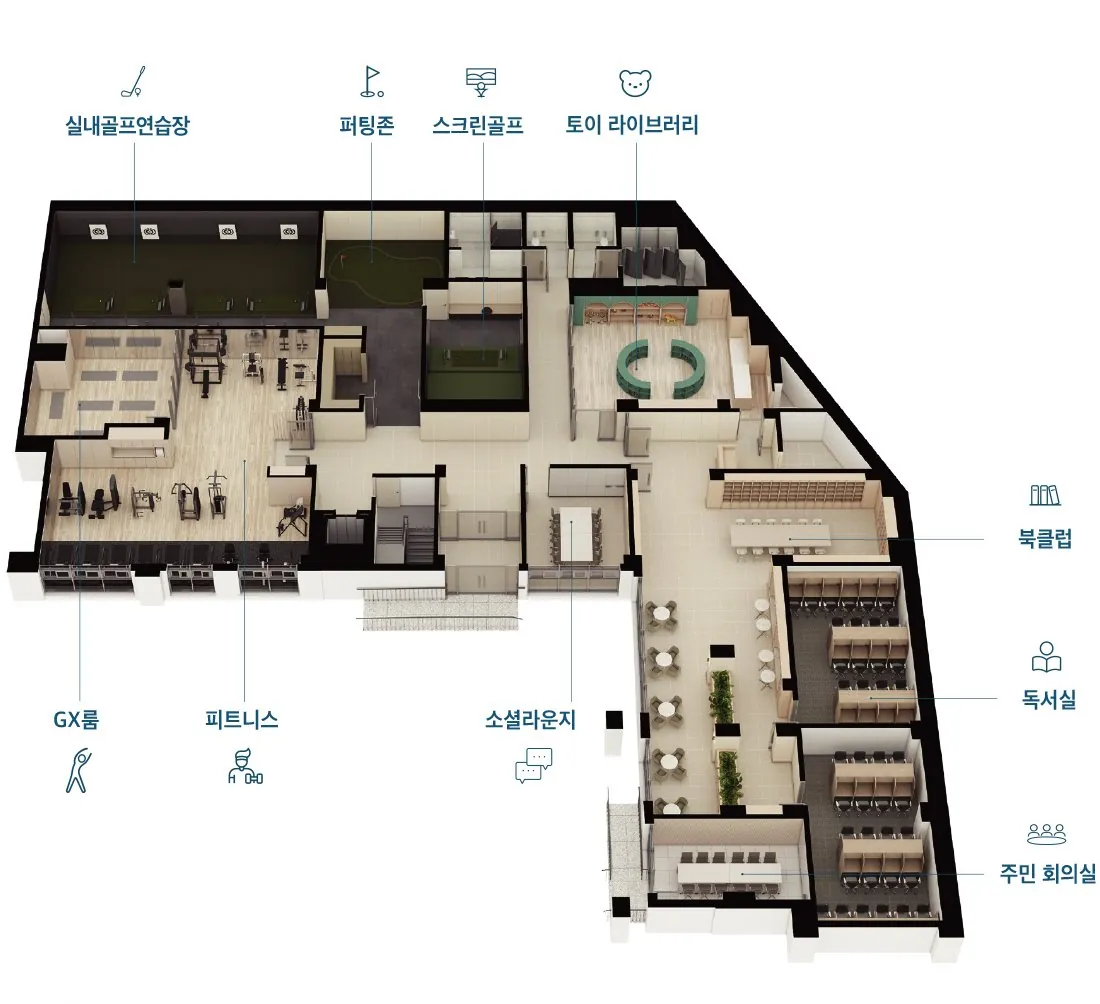 실내골프연습장
퍼팅존
스크린골프
토이 라이브러리
북클럽
독서실
GX룸
피트니스
소셜라운지
주민 회의실